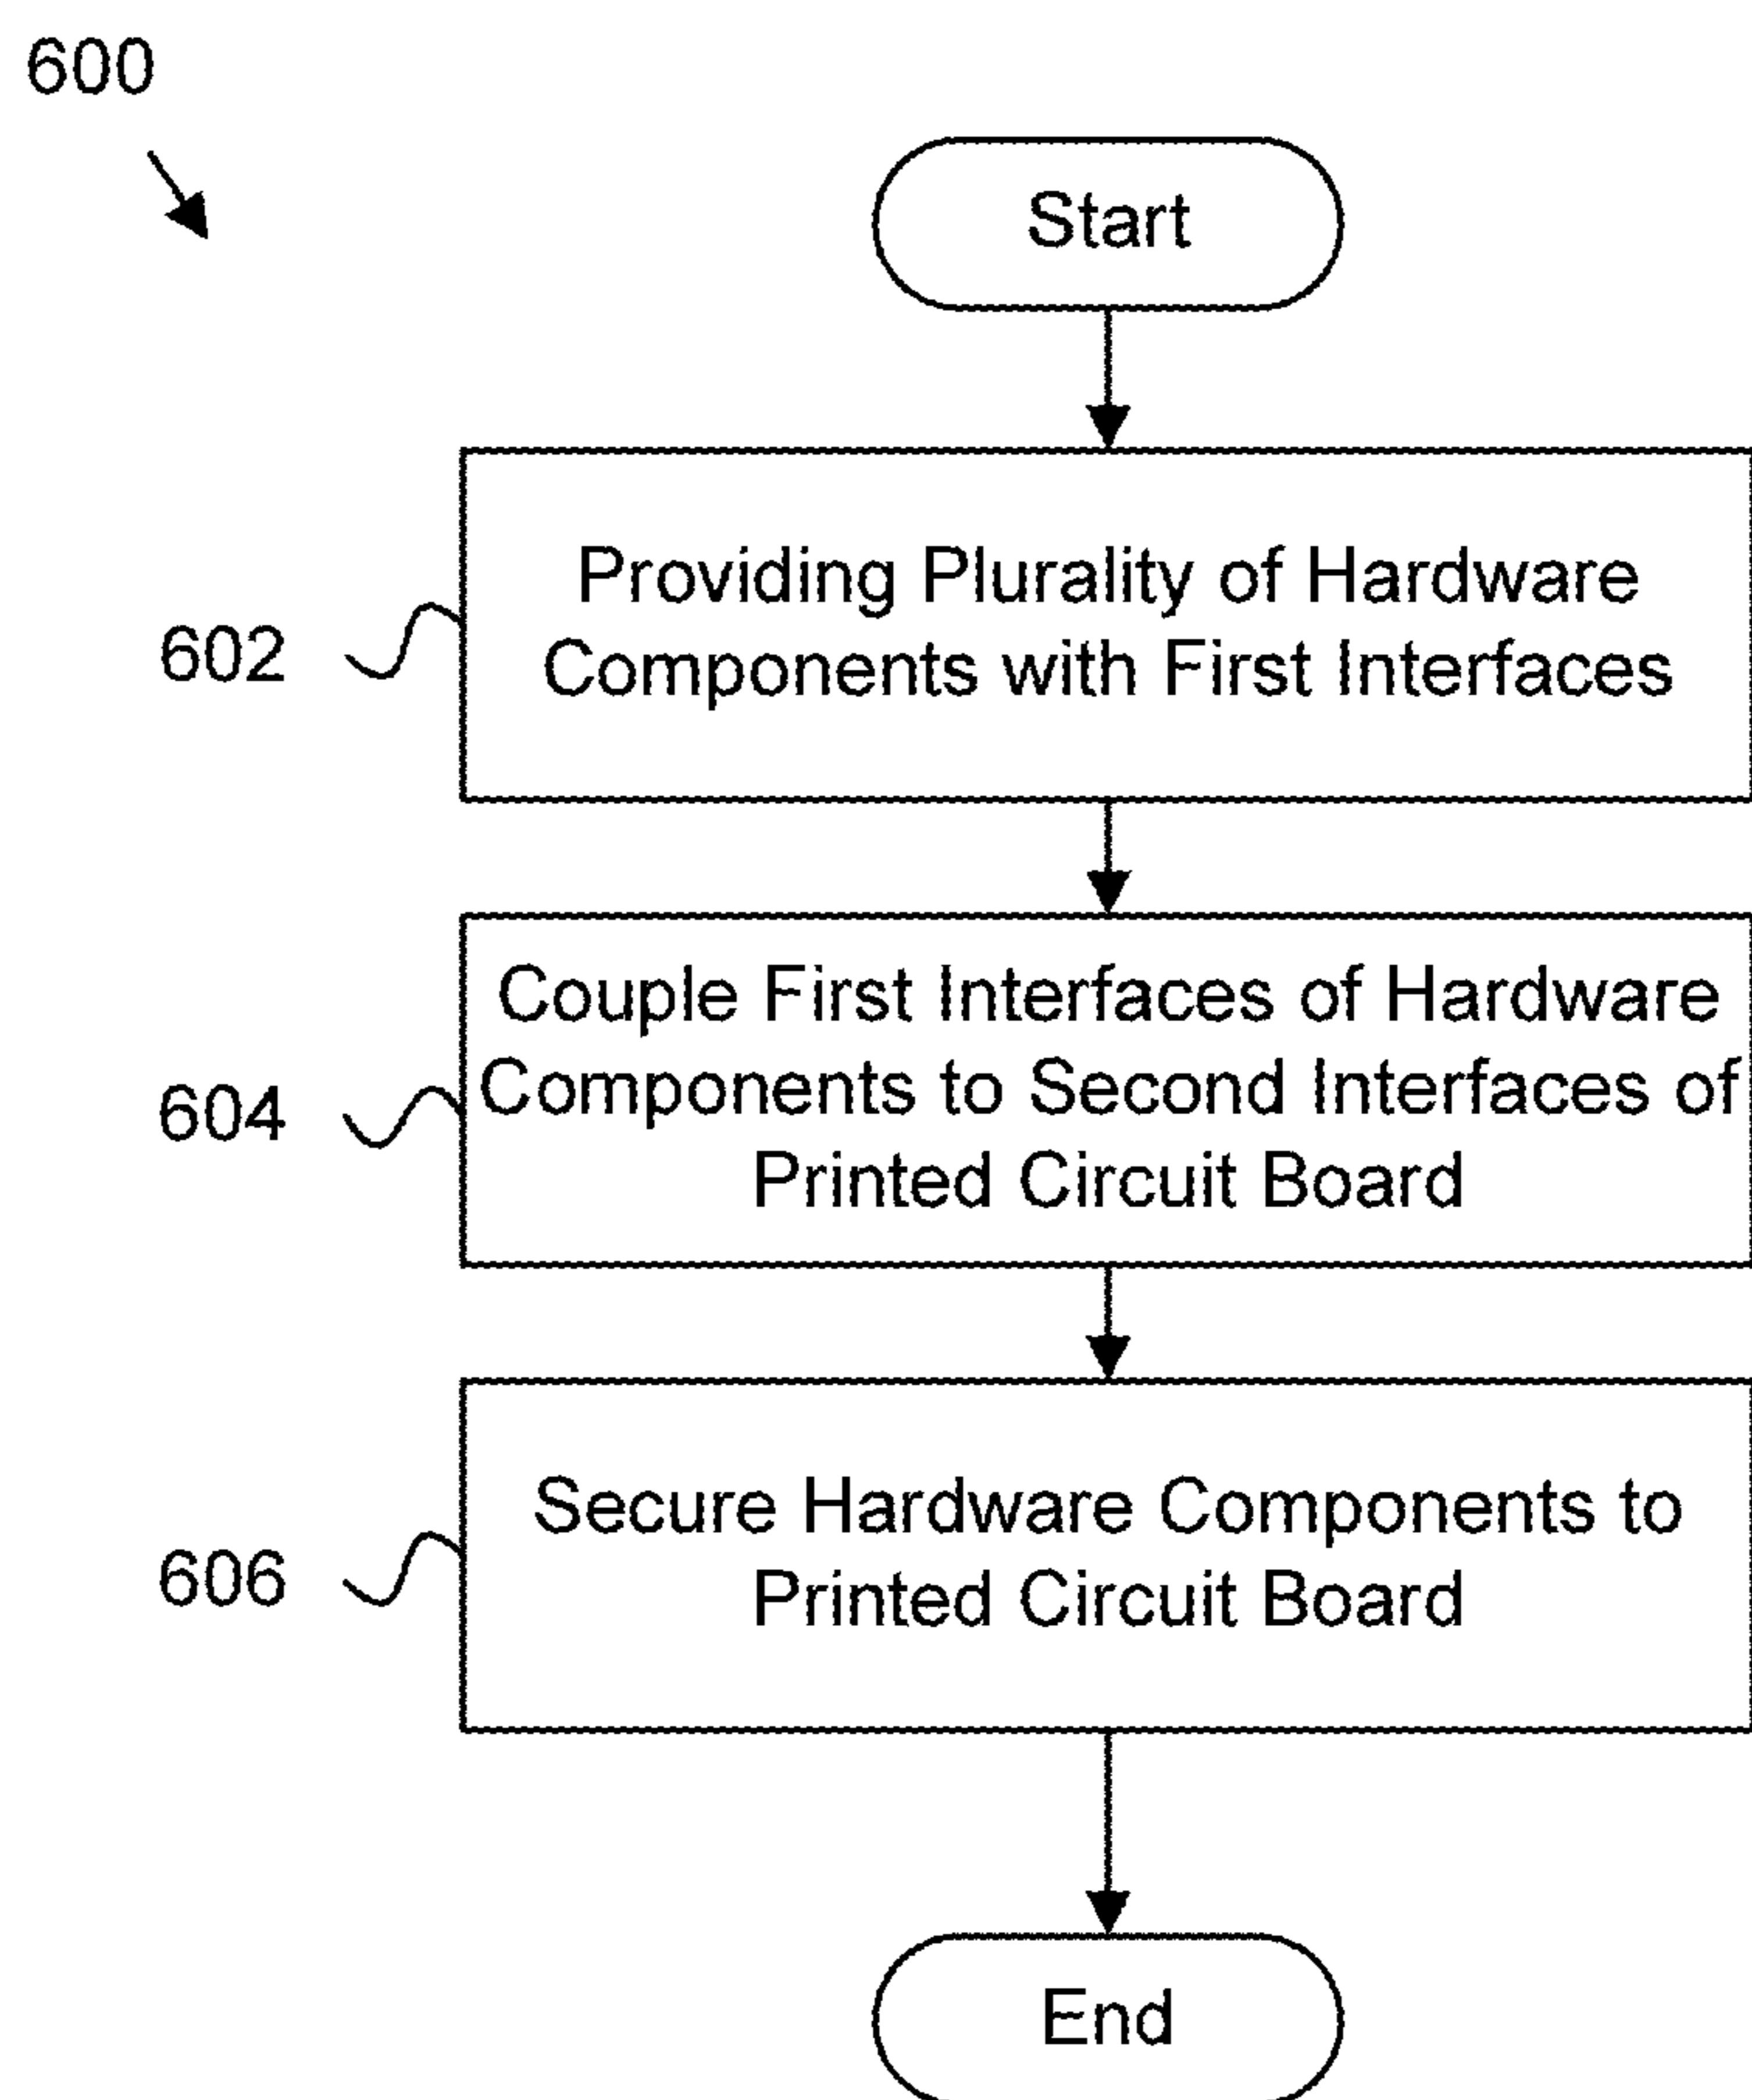 600
Start
602
Providing Plurality of Hardware
Components with First Interfaces
604
Couple First Interfaces of Hardware
Components to Second Interfaces of
Printed Circuit Board
606
Secure Hardware Components to
Printed Circuit Board
End